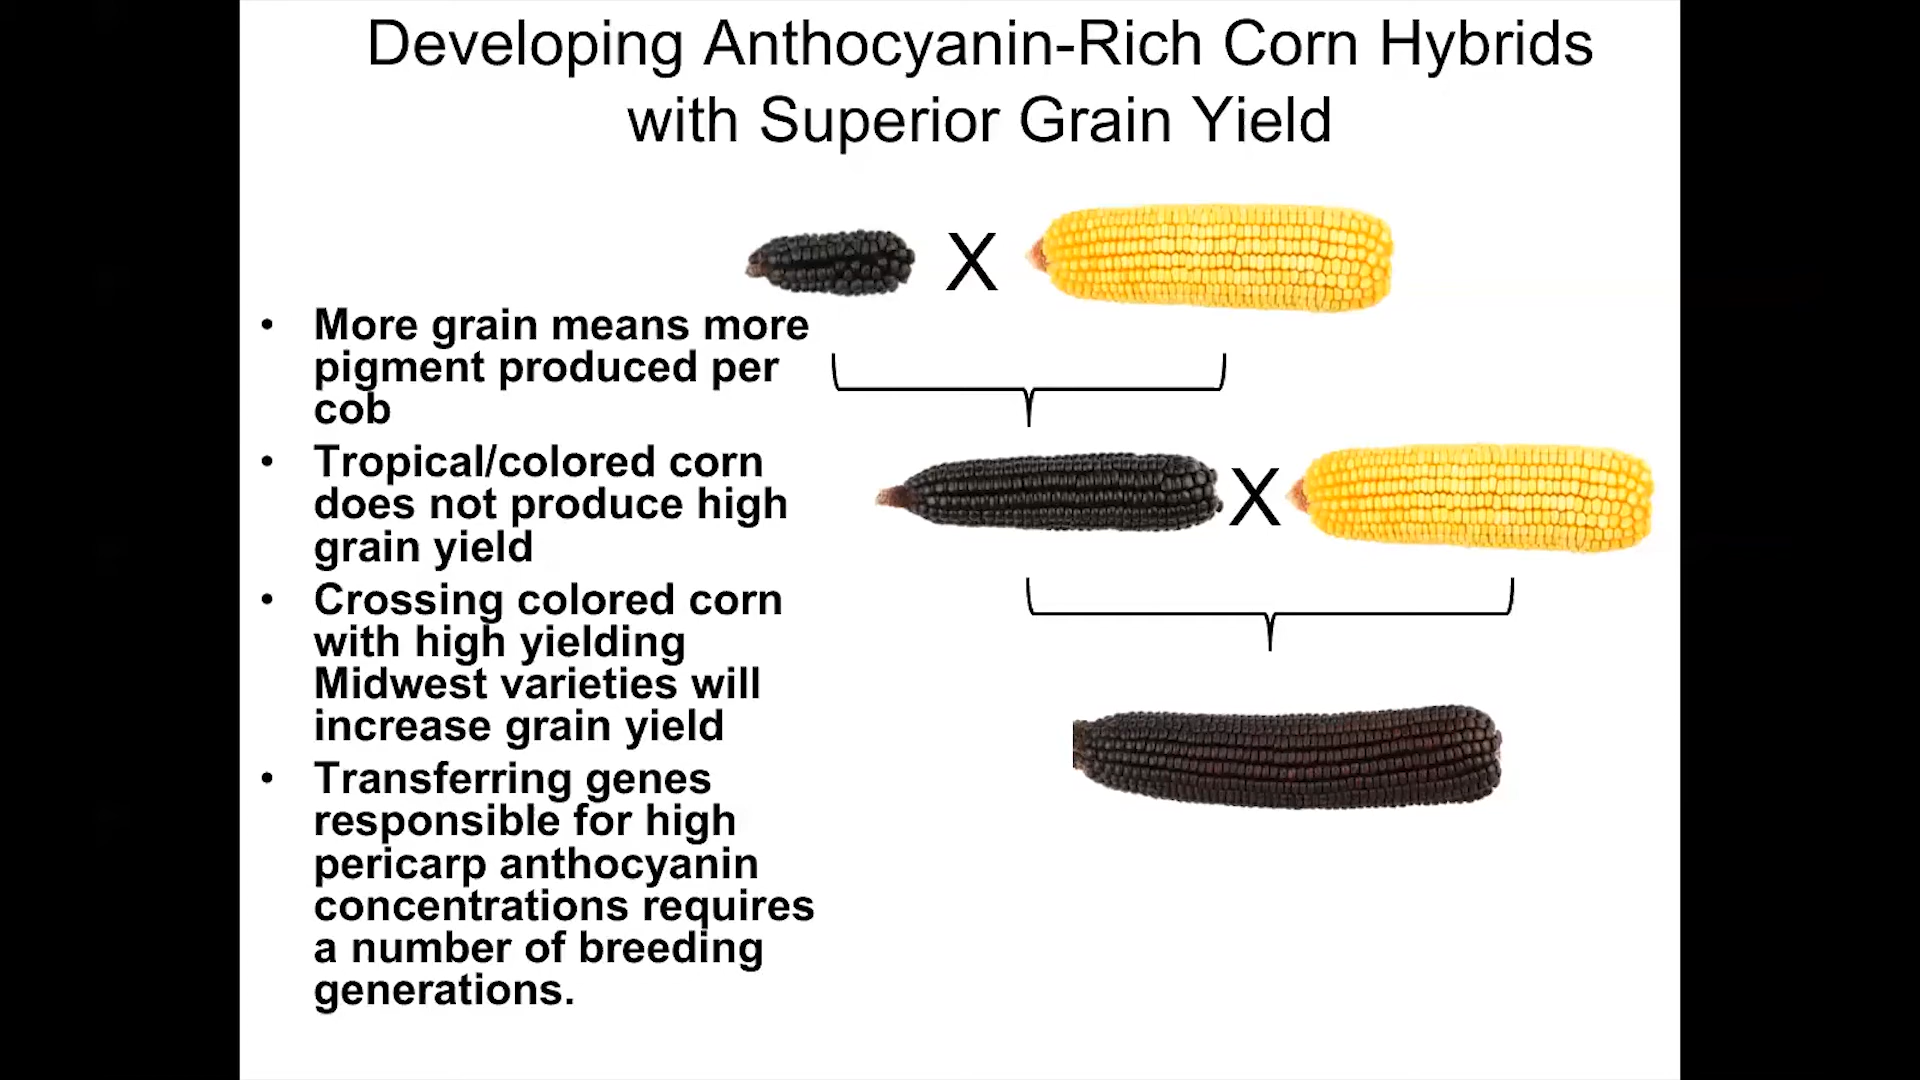 Developing Anthocyanin-Rich Corn Hybrids
with Superior Grain Yield
X
• More grain means more
pigment produced per
cob
• Tropical/colored corn
does not produce high
grain yield
X
• Crossing colored corn
with high yielding
Midwest varieties will
increase grain yield
• Transferring genes
responsible for high
pericarp anthocyanin
concentrations requires
a number of breeding
generations.